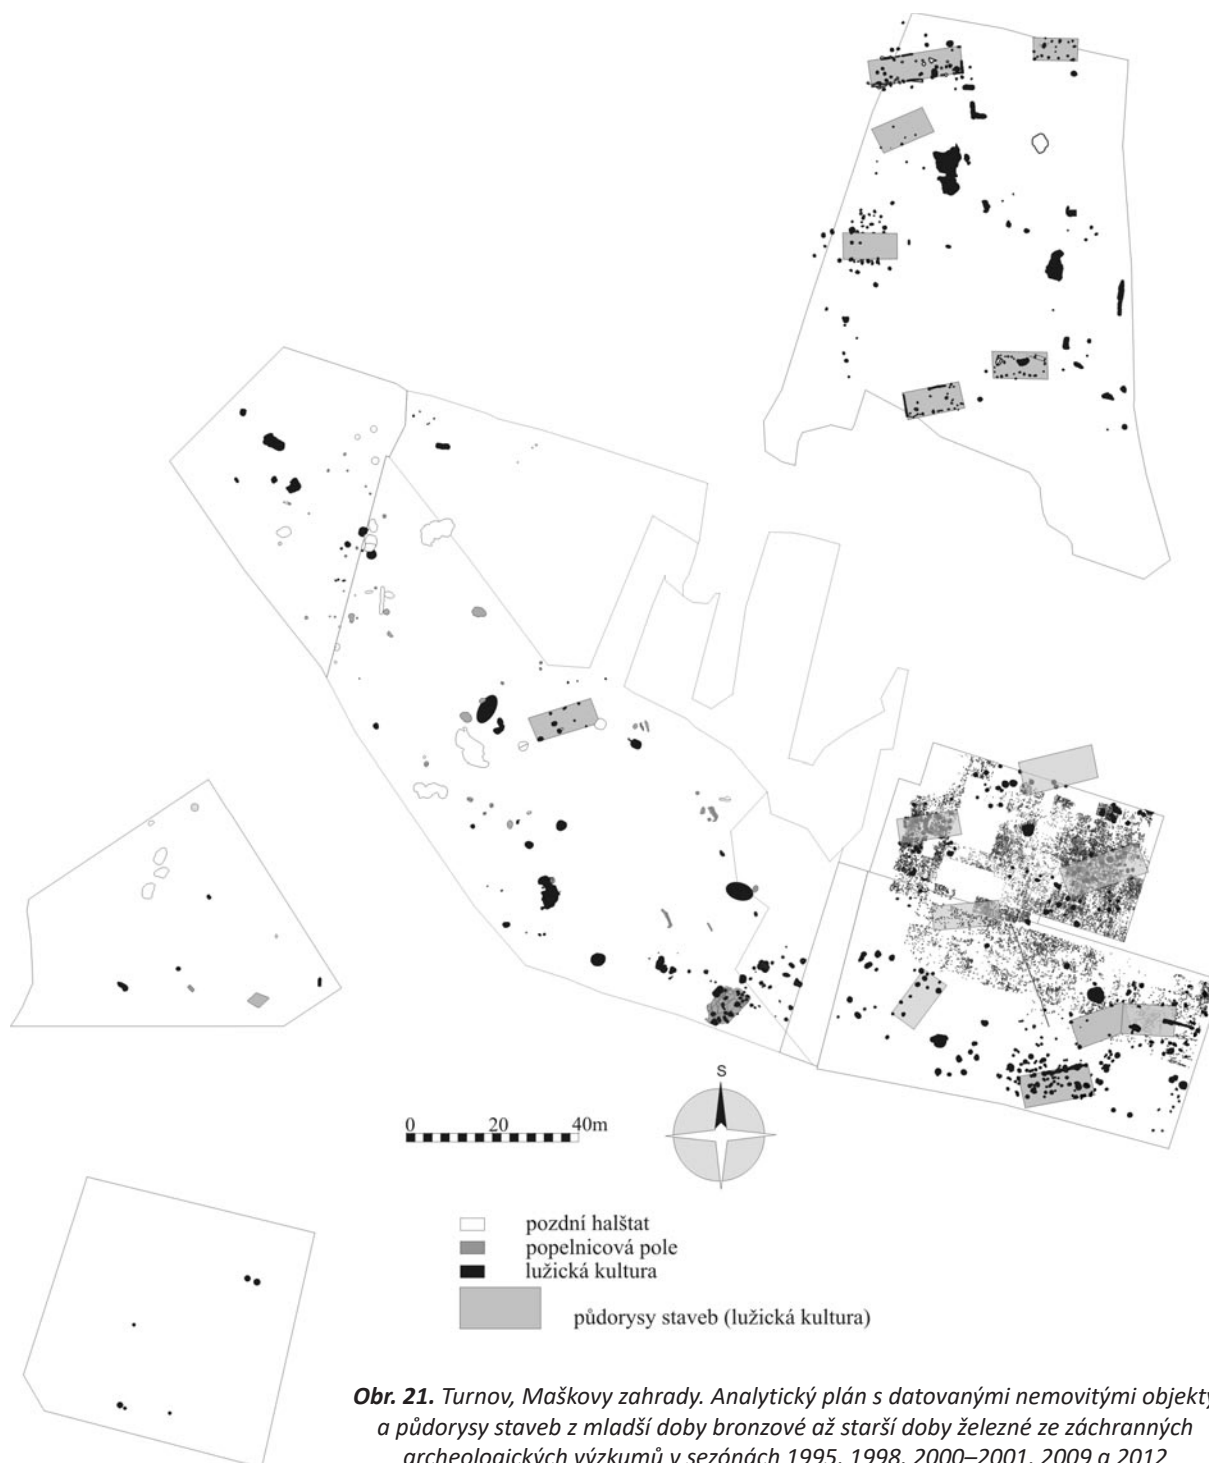 S
0 20 40m
pozdní halštat
popelnicová pole
lužická kultura
půdorysy staveb (lužická kultura)
Obr. 21. Turnov, Maškovy zahrady. Analytický plán s datovanými nemovitými objekty
a půdorysy staveb z mladší doby bronzové až starší doby železné ze záchranných
archeologických výzkumů v sezónách 1995, 1998, 2000–2001, 2009 a 2012